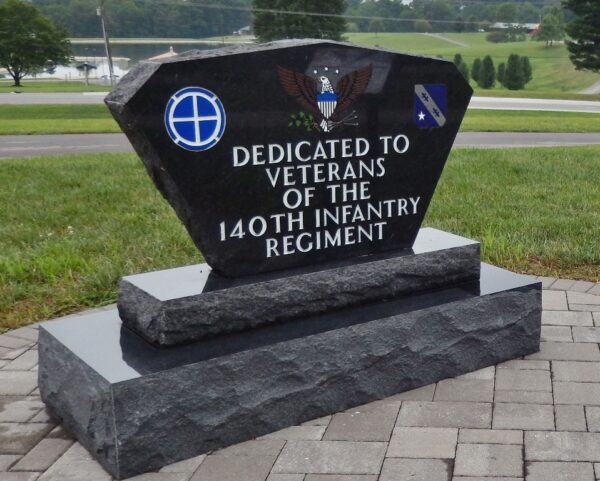 DEDICATED TO
VETERANS
OF THE
140TH INFANTRY
REGIMENT